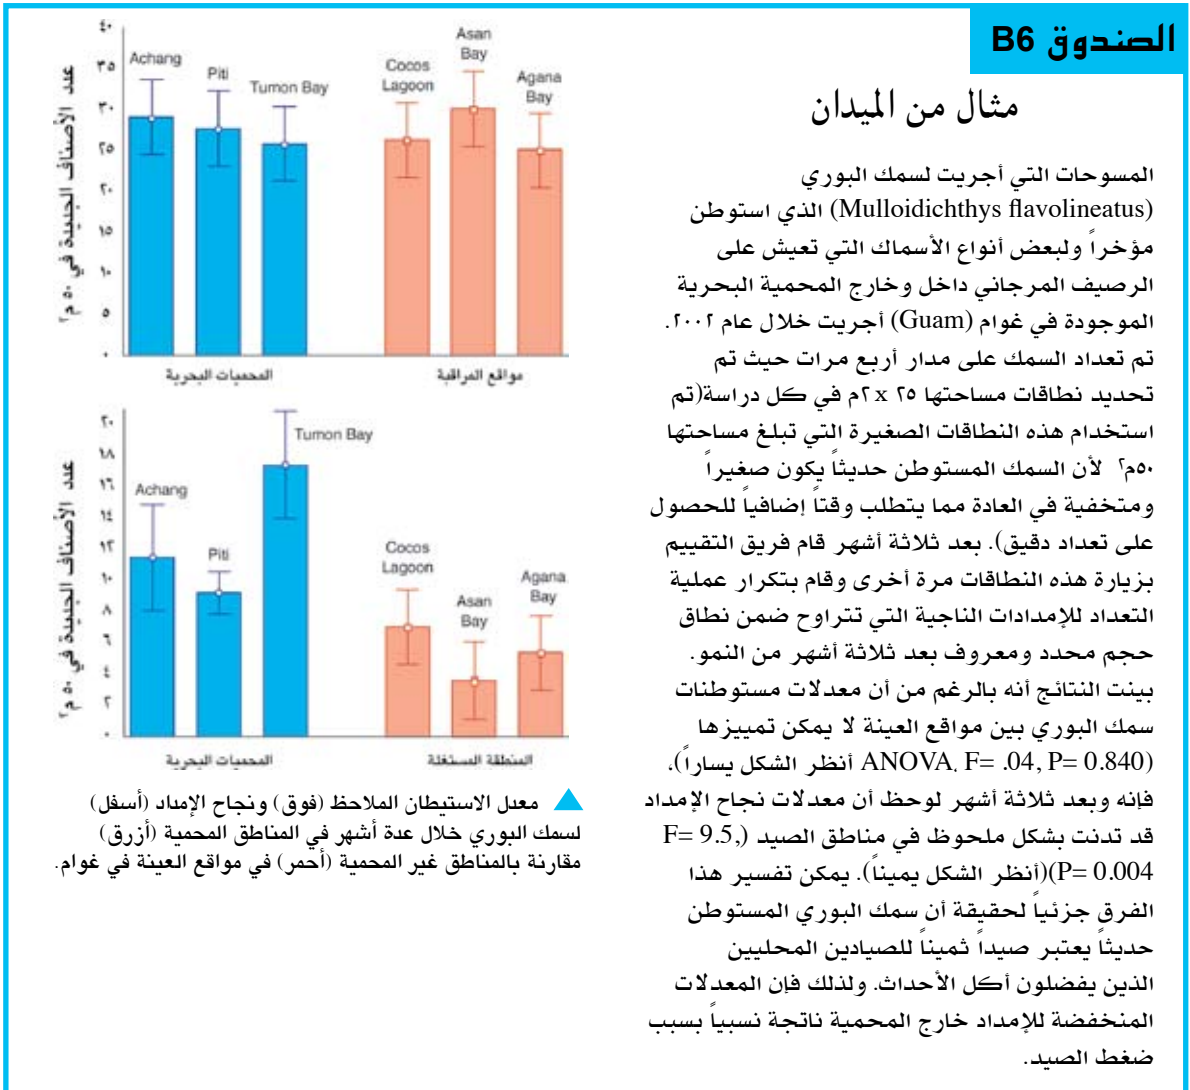 الصندوق B6
مثال من الميدان
المسوحات التي أجريت لسمك البوري
(Mulloidichthys flavolineatus) الذي استوطن
مؤخراً ولبعض أنواع الأسماك التي تعيش على
الرصيف المرجاني داخل وخارج المحمية البحرية
الموجودة في غوام (Guam) أجريت خلال عام ٢٠٠٢.
تم تعداد السمك على مدار أربع مرات حيث تم
تحديد نطاقات مساحتها ٢٥ x ٢م في كل دراسة(تم
استخدام هذه النطاقات الصغيرة التي تبلغ مساحتها
٥٠م٢ لأن السمك المستوطن حديثاً يكون صغيراً
ومتخفية في العادة مما يتطلب وقتاً إضافياً للحصول
على تعداد دقيق). بعد ثلاثة أشهر قام فريق التقييم
بزيارة هذه النطاقات مرة أخرى وقام بتكرار عملية
التعداد للإمدادات الناجية التي تتراوح ضمن نطاق
حجم محدد ومعروف بعد ثلاثة أشهر من النمو.
بينت النتائج أنه بالرغم من أن معدلات مستوطنات
سمك البوري بين مواقع العينة لا يمكن تمييزها
(ANOVA, F= .04, P= 0.840 أنظر الشكل يساراً)،
فإنه وبعد ثلاثة أشهر لوحظ أن معدلات نجاح الإمداد
قد تدنت بشكل ملحوظ في مناطق الصيد (F= 9.5,
P= 0.004)(أنظر الشكل يميناً). يمكن تفسير هذا
الفرق جزئياً لحقيقة أن سمك البوري المستوطن
حديثاً يعتبر صيداً ثميناً للصيادين المحليين
الذين يفضلون أكل الأحداث. ولذلك فإن المعدلات
المنخفضة للإمداد خارج المحمية ناتجة نسبياً بسبب
ضغط الصيد.
عدد الأصناف الجديدة في ٥٠ م٢
٤٠
٣٥
٣٠
٢٥
٢٠
١٥
١٠
٥
٠
Achang
Piti
Tumon Bay
Cocos
Lagoon
Asan
Bay
Agana
Bay
المحميات البحرية
مواقع المراقبة
عدد الأصناف الجديدة في ٥٠ م٢
٢٠
١٨
١٦
١٤
١٢
١٠
٨
٦
٤
٢
٠
Achang
Piti
Tumon Bay
Cocos
Lagoon
Asan
Bay
Agana
Bay
المحميات البحرية
المنطقة المستغلة
معدل الاستيطان الملاحظ (فوق) ونجاح الإمداد (أسفل)
لسمك البوري خلال عدة أشهر في المناطق المحمية (أزرق)
مقارنة بالمناطق غير المحمية (أحمر) في مواقع العينة في غوام.